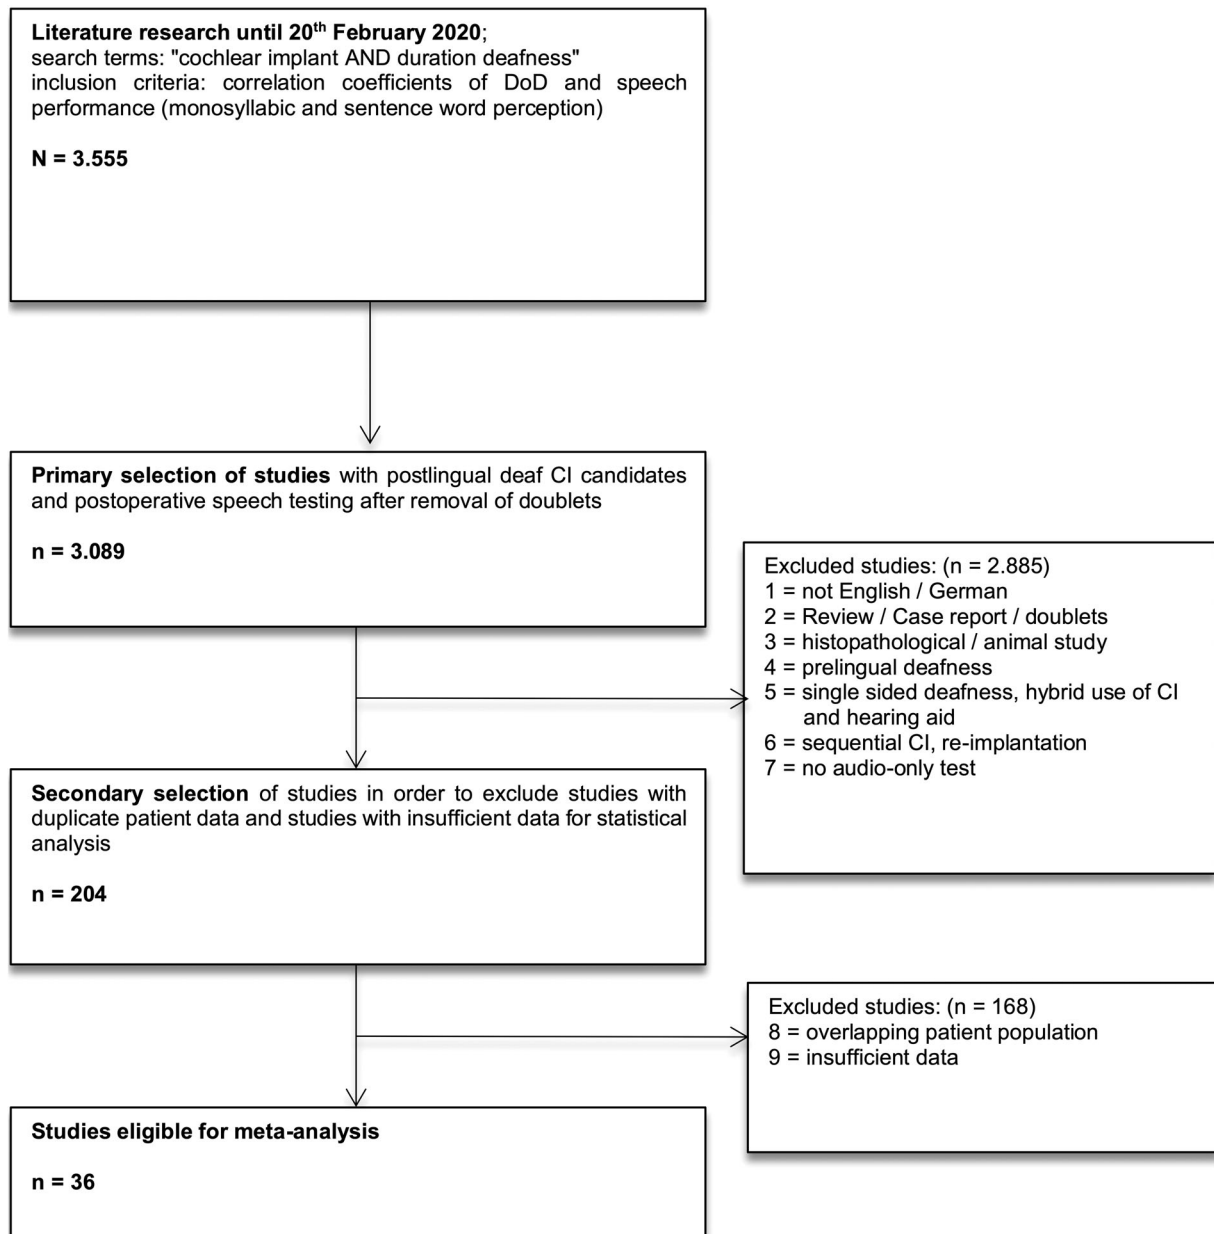 Literature research until 20th February 2020;
search terms: "cochlear implant AND duration deafness"
inclusion criteria: correlation coefficients of DoD and speech
performance (monosyllabic and sentence word perception)
N = 3.555
Primary selection of studies with postlingual deaf CI candidates
and postoperative speech testing after removal of doublets
n = 3.089
Excluded studies: (n = 2.885)
1 = not English / German
2 = Review / Case report / doublets
3 = histopathological / animal study
4 = prelingual deafness
5 = single sided deafness, hybrid use of CI
and hearing aid
6 = sequential CI, re-implantation
7 = no audio-only test
Secondary selection of studies in order to exclude studies with
duplicate patient data and studies with insufficient data for statistical
analysis
n = 204
Excluded studies: (n = 168)
8 = overlapping patient population
9 = insufficient data
Studies eligible for meta-analysis
n = 36